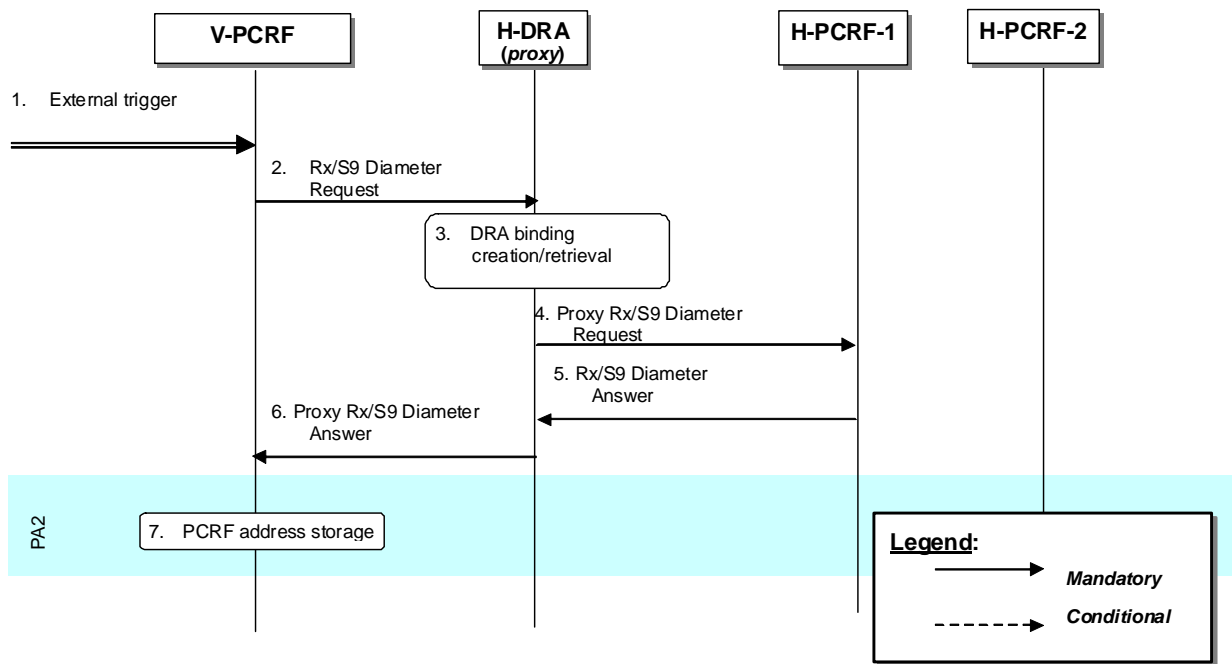 V-PCRF
H-DRA
(proxy)
H-PCRF-1
H-PCRF-2
1. External trigger
2. Rx/S9 Diameter
Request
3. DRA binding
creation/retrieval
4. Proxy Rx/S9 Diameter
Request
5. Rx/S9 Diameter
Answer
6. Proxy Rx/S9 Diameter
Answer
PA2
7. PCRF address storage
Legend:
Mandatory
Conditional